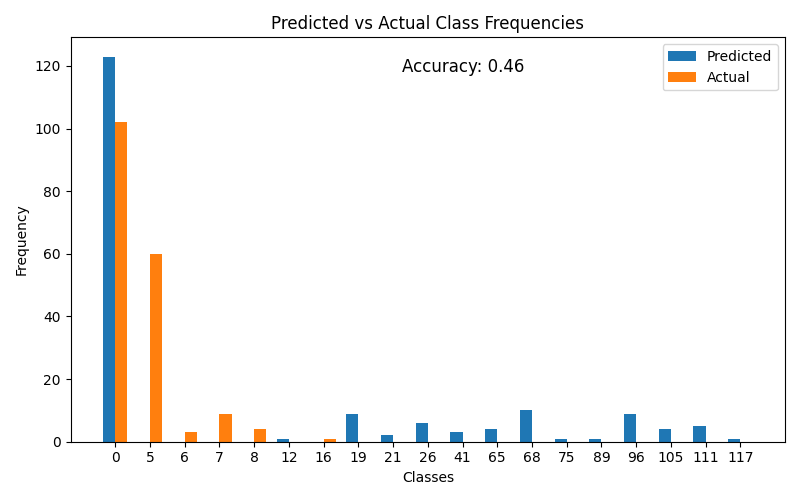 Predicted vs Actual Class Frequencies
Accuracy: 0.46
Predicted
Actual
120
100
80
60
40
20
0
Frequency
0 5 6 7 8 12 16 19 21 26 41 65 68 75 89 96 105 111 117
Classes